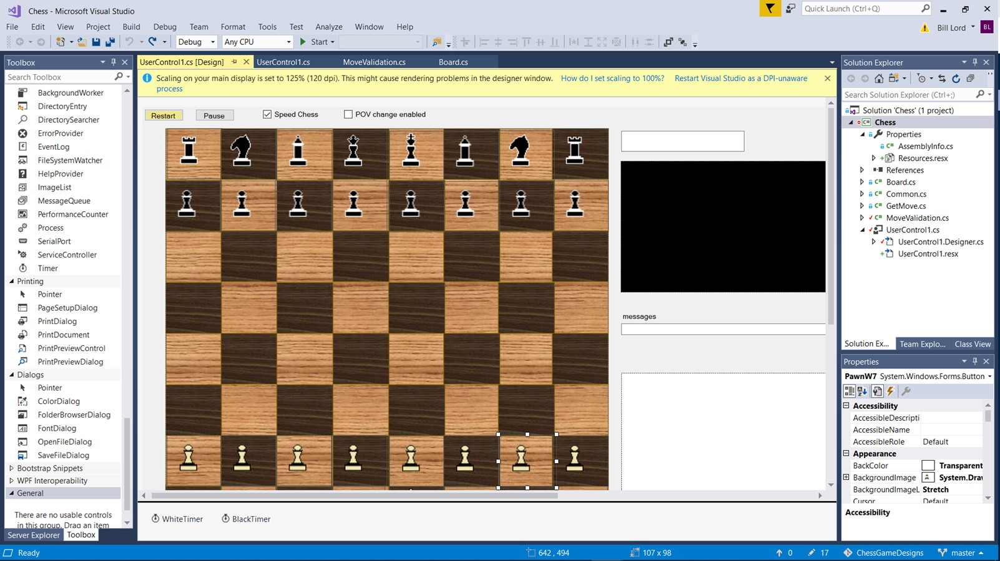 Chess - Microsoft Visual Studio
Quick Launch (Ctrl+Q)
File Edit View Project Build Debug Team Format Tools Test Analyze Window Help
Bill Lord BL
Debug Any CPU Start
Toolbox
Search Toolbox
BackgroundWorker
DirectoryEntry
DirectorySearcher
ErrorProvider
EventLog
FileSystemWatcher
HelpProvider
ImageList
MessageQueue
PerformanceCounter
Process
SerialPort
ServiceController
Timer
Printing
Pointer
PageSetupDialog
PrintDialog
PrintDocument
PrintPreviewControl
PrintPreviewDialog
Dialogs
Pointer
ColorDialog
FolderBrowserDialog
FontDialog
OpenFileDialog
SaveFileDialog
Bootstrap Snippets
WPF Interoperability
General
There are no usable controls
in this group. Drag an item
Server Explorer Toolbox
UserControl1.cs [Design] UserControl1.cs MoveValidation.cs Board.cs
Scaling on your main display is set to 125% (120 dpi). This might cause rendering problems in the designer window. How do I set scaling to 100%? Restart Visual Studio as a DPI-unaware
process
Restart Pause Speed Chess POV change enabled
messages
WhiteTimer BlackTimer
Solution Explorer
Search Solution Explorer (Ctrl+;)
Solution 'Chess' (1 project)
Chess
Properties
AssemblyInfo.cs
Resources.resx
References
Board.cs
Common.cs
GetMove.cs
MoveValidation.cs
UserControl1.cs
UserControl1.Designer.cs
UserControl1.resx
Solution Ex... Team Explo... Class View
Properties
PawnW7 System.Windows.Forms.Button
Accessibility
AccessibleDescripti
AccessibleName
AccessibleRole Default
Appearance
BackColor Transparent
BackgroundImage System.Drav
BackgroundImageL Stretch
Cursor Default
Accessibility
Ready 642 , 494 107 x 98 0 17 ChessGameDesigns master